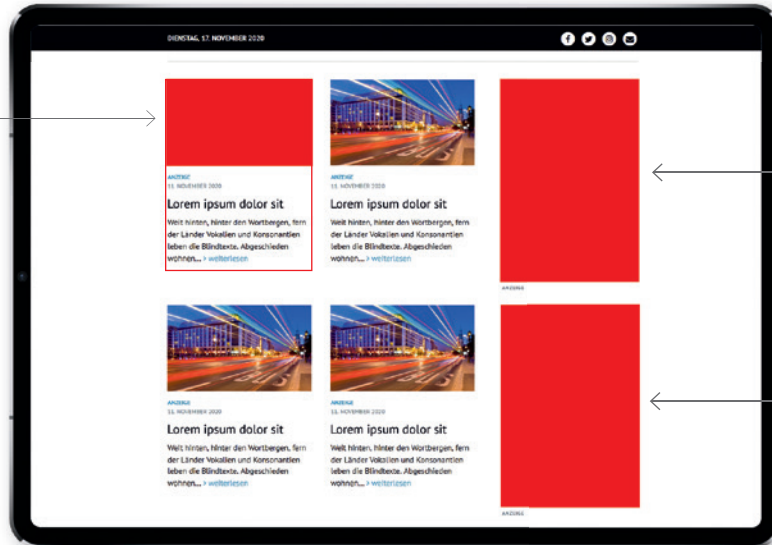 DIENSTAG, 17. NOVEMBER 2020
ANZEIGE
11. NOVEMBER 2020
Lorem ipsum dolor sit
Weit hinten, hinter den Wortbergen, fern
der Länder Vokalien und Konsonantien
leben die Blindtexte. Abgeschieden
wohnen... > weiterlesen
ANZEIGE
11. NOVEMBER 2020
Lorem ipsum dolor sit
Weit hinten, hinter den Wortbergen, fern
der Länder Vokalien und Konsonantien
leben die Blindtexte. Abgeschieden
wohnen... > weiterlesen
ANZEIGE
ANZEIGE
11. NOVEMBER 2020
Lorem ipsum dolor sit
Weit hinten, hinter den Wortbergen, fern
der Länder Vokalien und Konsonantien
leben die Blindtexte. Abgeschieden
wohnen... > weiterlesen
ANZEIGE
11. NOVEMBER 2020
Lorem ipsum dolor sit
Weit hinten, hinter den Wortbergen, fern
der Länder Vokalien und Konsonantien
leben die Blindtexte. Abgeschieden
wohnen... > weiterlesen
ANZEIGE